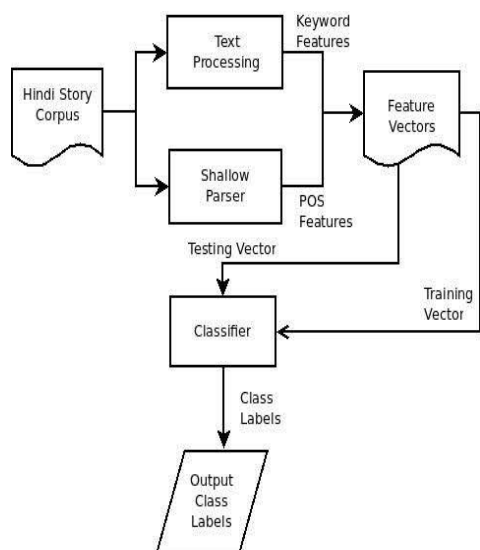 Keyword
Features
Text
Processing
Hindi Story
Corpus
Feature
Vectors
Shallow
Parser
POS
Features
Testing Vector
Training
Vector
Classifier
Class
Labels
Output
Class
Labels